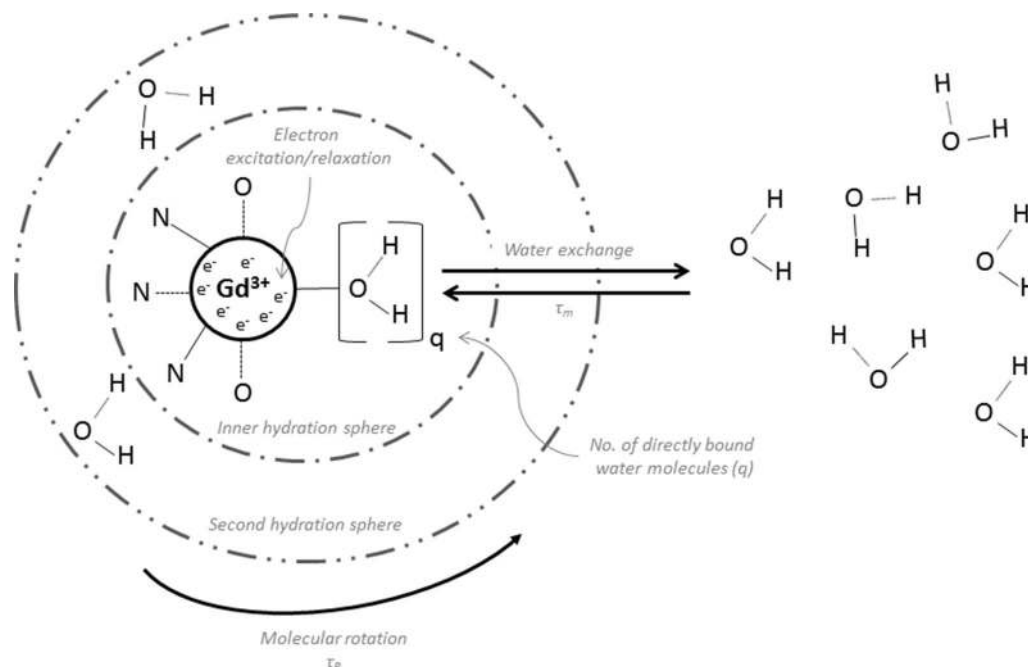 O H
H
Electron
excitation/relaxation
O
N
H
e⁻ e⁻
Water exchange
N e⁻ Gd³⁺ e⁻ O
e⁻ e⁻ e⁻
H
τₘ
q
N
O
H
O
H
Inner hydration sphere
No. of directly bound
water molecules (q)
Second hydration sphere
Molecular rotation
τ_R
H
O H
H O H H
O H H O H
H H
O
H
O H